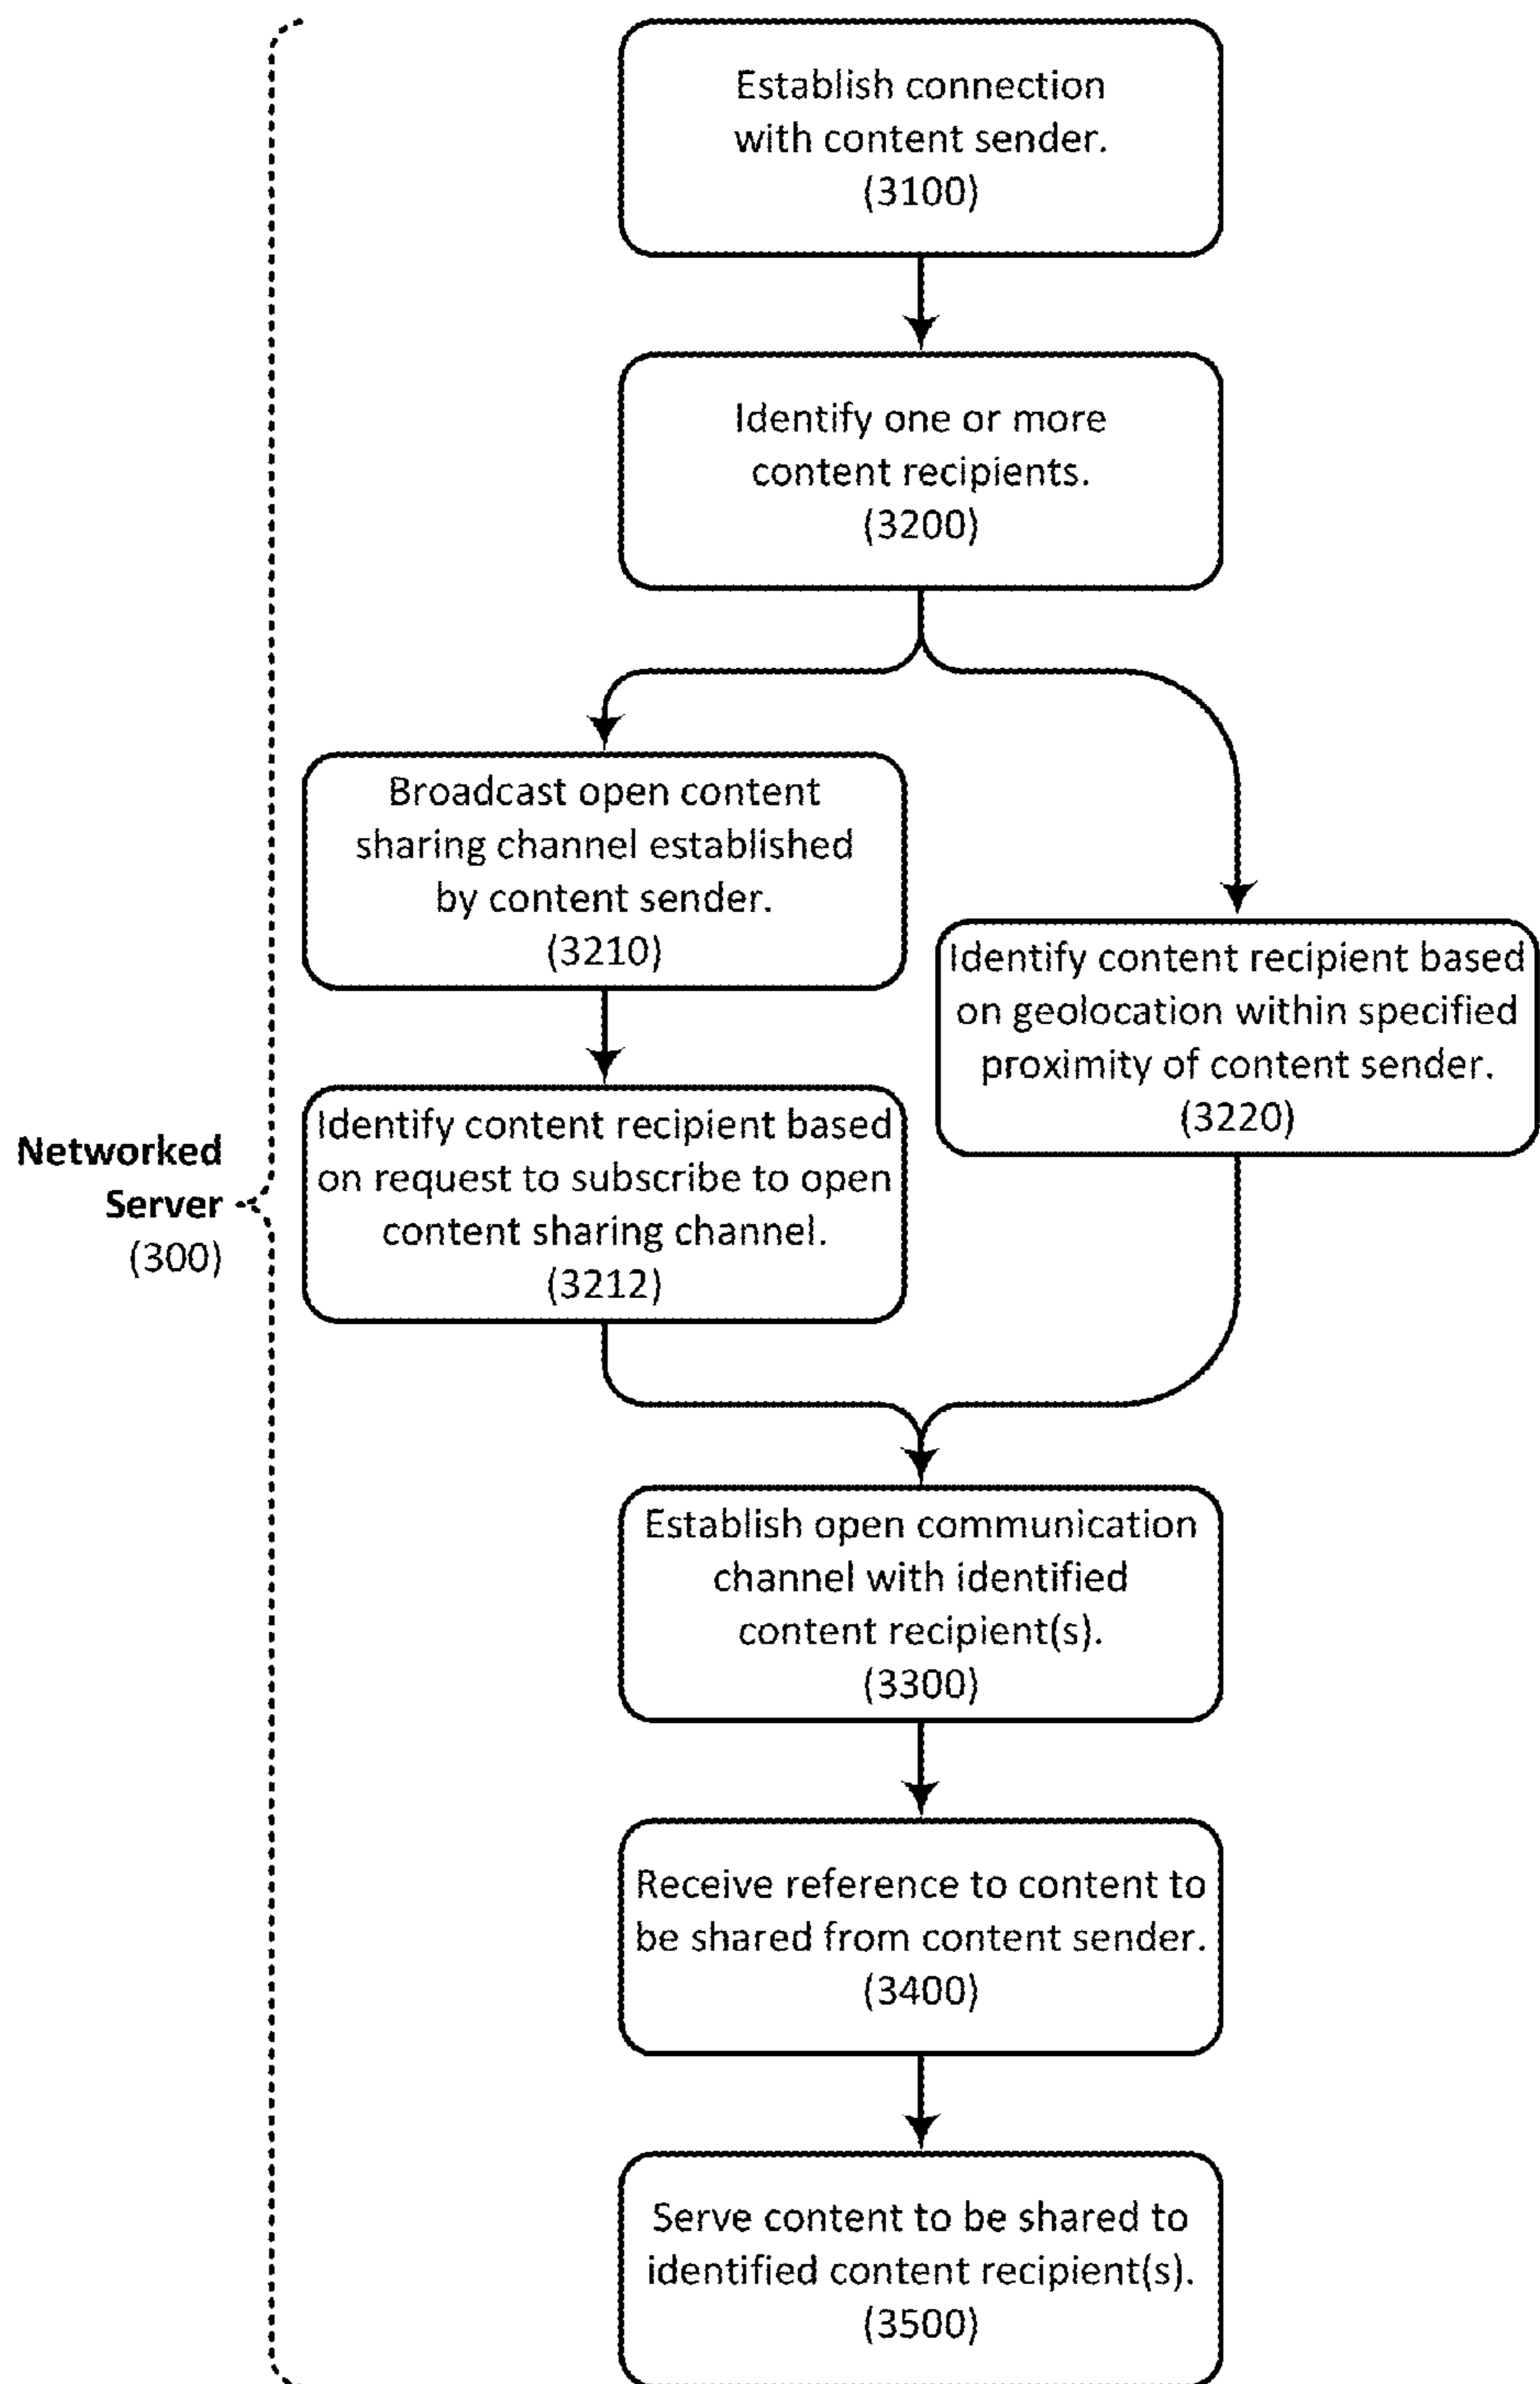 Establish connection
with content sender.
(3100)
Identify one or more
content recipients.
(3200)
Broadcast open content
sharing channel established
by content sender.
(3210)
Identify content recipient based
on geolocation within specified
proximity of content sender.
(3220)
Identify content recipient based
on request to subscribe to open
content sharing channel.
(3212)
Networked
Server
(300)
Establish open communication
channel with identified
content recipient(s).
(3300)
Receive reference to content to
be shared from content sender.
(3400)
Serve content to be shared to
identified content recipient(s).
(3500)